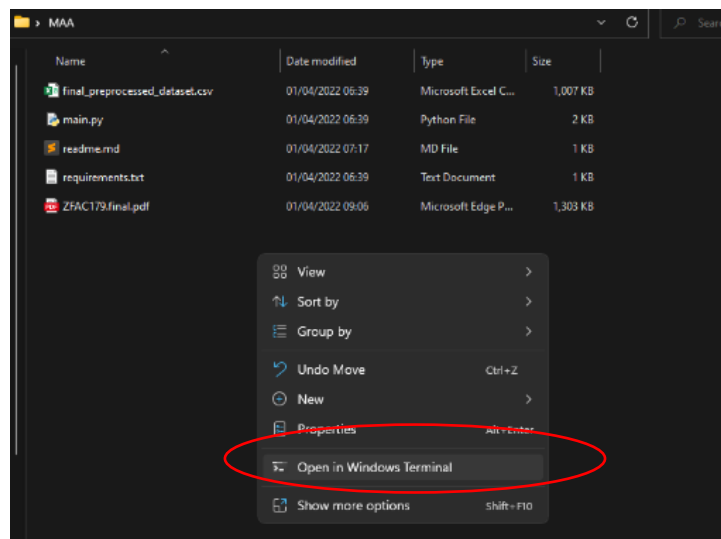 > MAA
Sear
Name Date modified Type Size
final_preprocessed_dataset.csv 01/04/2022 06:39 Microsoft Excel C... 1,007 KB
main.py 01/04/2022 06:39 Python File 2 KB
readme.md 01/04/2022 07:17 MD File 1 KB
requirements.txt 01/04/2022 06:39 Text Document 1 KB
ZFAC179.final.pdf 01/04/2022 09:06 Microsoft Edge P... 1,303 KB
View
Sort by
Group by
Undo Move Ctrl+Z
New
Properties Alt+Enter
Open in Windows Terminal
Show more options Shift+F10